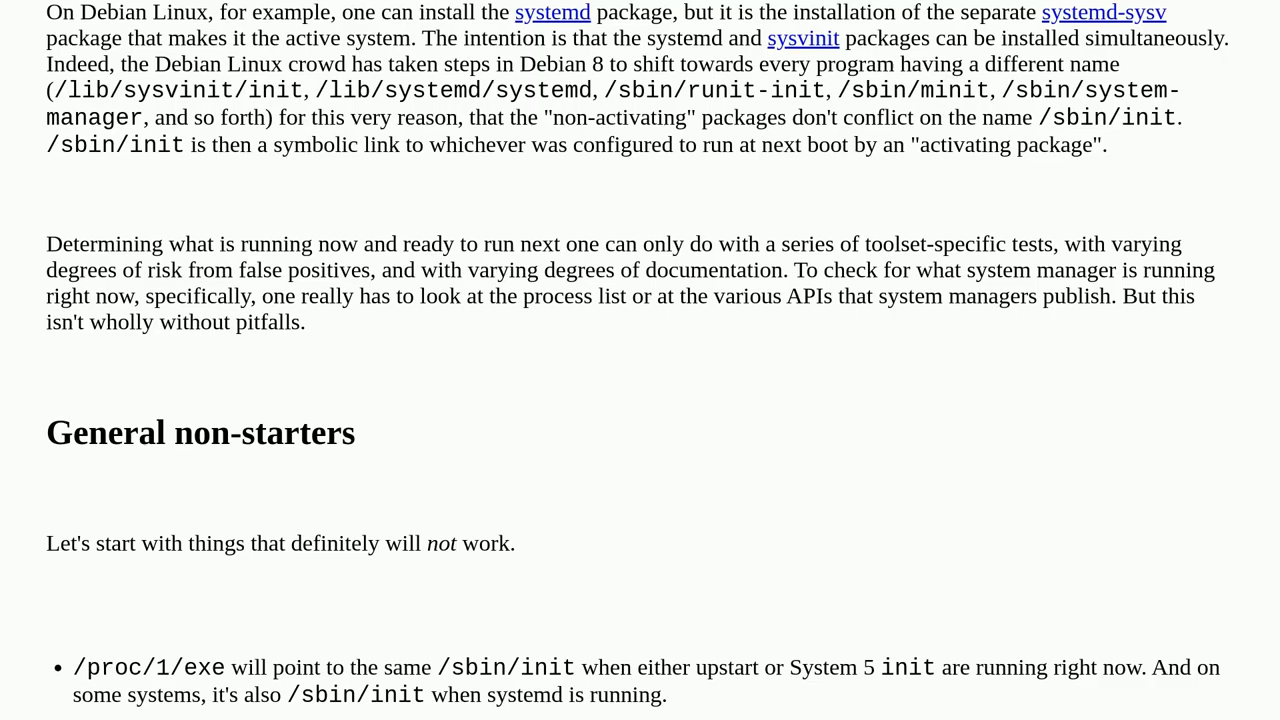 On Debian Linux, for example, one can install the systemd package, but it is the installation of the separate systemd-sysv
package that makes it the active system. The intention is that the systemd and sysvinit packages can be installed simultaneously.
Indeed, the Debian Linux crowd has taken steps in Debian 8 to shift towards every program having a different name
(/lib/sysvinit/init, /lib/systemd/systemd, /sbin/runit-init, /sbin/minit, /sbin/system-
manager, and so forth) for this very reason, that the "non-activating" packages don't conflict on the name /sbin/init.
/sbin/init is then a symbolic link to whichever was configured to run at next boot by an "activating package".
Determining what is running now and ready to run next one can only do with a series of toolset-specific tests, with varying
degrees of risk from false positives, and with varying degrees of documentation. To check for what system manager is running
right now, specifically, one really has to look at the process list or at the various APIs that system managers publish. But this
isn't wholly without pitfalls.
General non-starters
Let's start with things that definitely will not work.
• /proc/1/exe will point to the same /sbin/init when either upstart or System 5 init are running right now. And on
some systems, it's also /sbin/init when systemd is running.